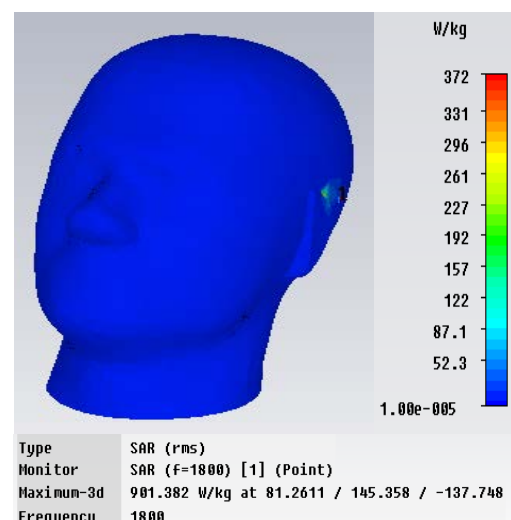 W/kg
372
331
296
261
227
192
157
122
87.1
52.3
1.00e-005
1
Type SAR (rms)
Monitor SAR (f=1800) [1] (Point)
Maximum-3d 901.382 W/kg at 81.2611 / 145.358 / -137.748
Frequency 1800